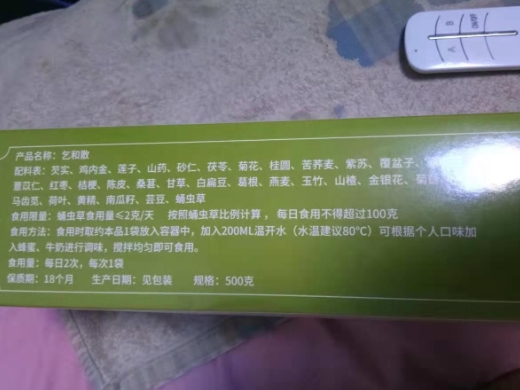 产品名称：乞和散
配料表：芡实、鸡内金、莲子、山药、砂仁、茯苓、菊花、桂圆、苦荞麦、紫苏、覆盆子、
薏苡仁、红枣、桔梗、陈皮、桑葚、甘草、白扁豆、葛根、燕麦、玉竹、山楂、金银花、菊
马齿苋、荷叶、黄精、南瓜籽、芸豆、蛹虫草
食用限量：蛹虫草食用量≤2克/天 按照蛹虫草比例计算，每日食用不得超过100克
食用方法：食用时取约本品1袋放入容器中，加入200ML温开水（水温建议80℃）可根据个人口味加
入蜂蜜、牛奶进行调味，搅拌均匀即可食用。
食用量：每日2次，每次1袋
保质期：18个月 生产日期：见包装 规格：500克
A
B
ON/OFF